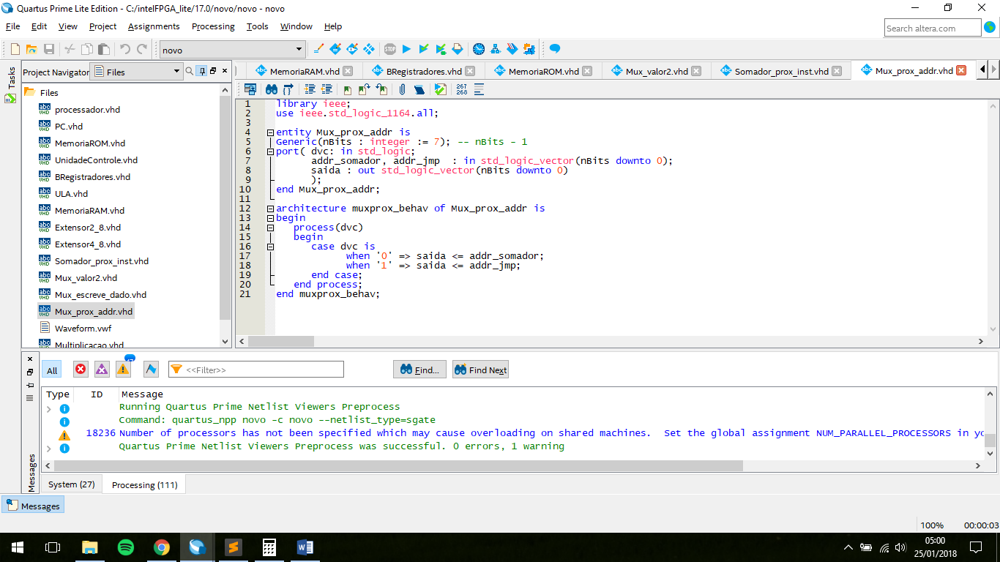 Quartus Prime Lite Edition - C:/intelFPGA_lite/17.0/novo/novo - novo
File Edit View Project Assignments Processing Tools Window Help
Search altera.com
novo
Tasks
Project Navigator Files
MemoriaRAM.vhd BRegistradores.vhd MemoriaROM.vhd Mux_valor2.vhd Somador_prox_inst.vhd Mux_prox_addr.vhd
Files
processador.vhd
PC.vhd
MemoriaROM.vhd
UnidadeControle.vhd
BRegistradores.vhd
ULA.vhd
MemoriaRAM.vhd
Extensor2_8.vhd
Extensor4_8.vhd
Somador_prox_inst.vhd
Mux_valor2.vhd
Mux_escreve_dado.vhd
Mux_prox_addr.vhd
Waveform.vwf
Multiplicacao.vhd
267
268
1 library ieee;
2 use ieee.std_logic_1164.all;
3
4 entity Mux_prox_addr is
5 Generic(nBits : integer := 7); -- nBits - 1
6 port( dvc: in std_logic;
7 addr_somador, addr_jmp : in std_logic_vector(nBits downto 0);
8 saida : out std_logic_vector(nBits downto 0)
9 );
10 end Mux_prox_addr;
11
12 architecture muxprox_behav of Mux_prox_addr is
13 begin
14 process(dvc)
15 begin
16 case dvc is
17 when '0' => saida <= addr_somador;
18 when '1' => saida <= addr_jmp;
19 end case;
20 end process;
21 end muxprox_behav;
All <<Filter>> Find... Find Next
Type ID Message
Running Quartus Prime Netlist Viewers Preprocess
Command: quartus_npp novo -c novo --netlist_type=sgate
18236 Number of processors has not been specified which may cause overloading on shared machines. Set the global assignment NUM_PARALLEL_PROCESSORS in yo
Quartus Prime Netlist Viewers Preprocess was successful. 0 errors, 1 warning
Messages
System (27) Processing (111)
Messages
100% 00:00:03
05:00
25/01/2018